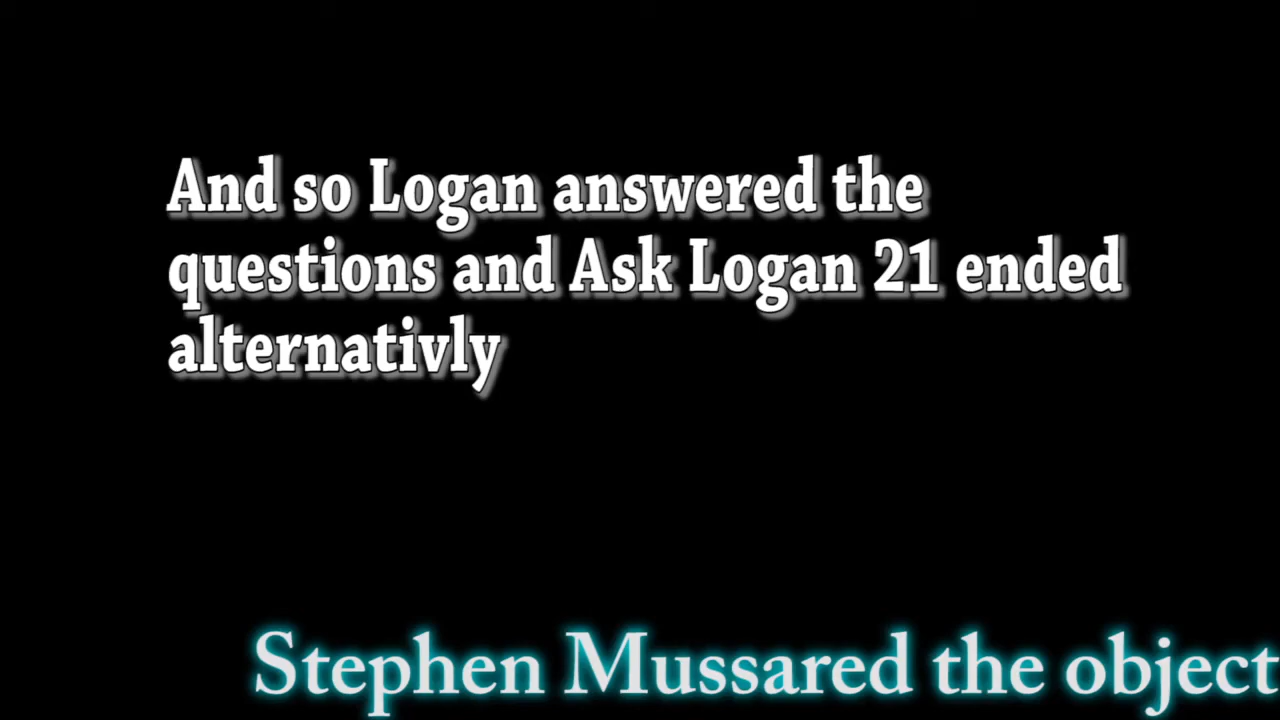 And so Logan answered the
questions and Ask Logan 21 ended
alternativly
Stephen Mussared the object